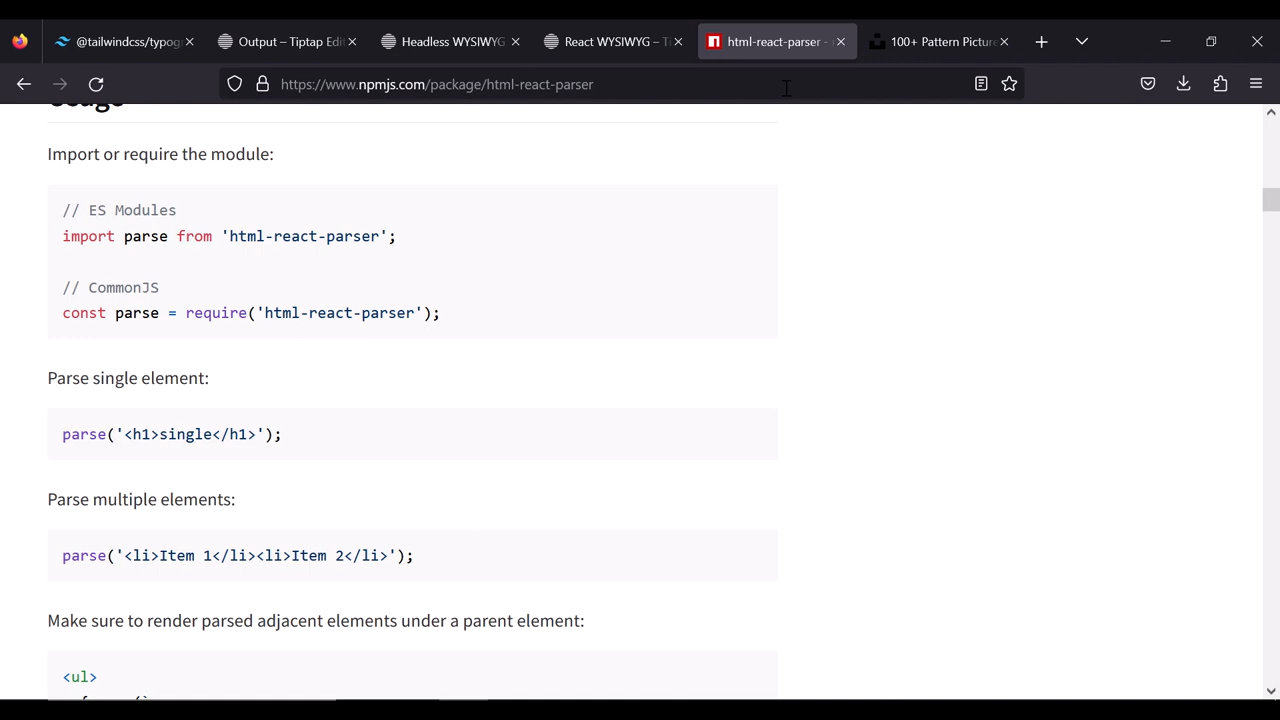 @tailwindcss/typogr
Output – Tiptap Edit
Headless WYSIWYG
React WYSIWYG – Ti
html-react-parser -
100+ Pattern Picture
https://www.npmjs.com/package/html-react-parser
Usage
Import or require the module:
// ES Modules
import parse from 'html-react-parser';
// CommonJS
const parse = require('html-react-parser');
Parse single element:
parse('<h1>single</h1>');
Parse multiple elements:
parse('<li>Item 1</li><li>Item 2</li>');
Make sure to render parsed adjacent elements under a parent element:
<ul>